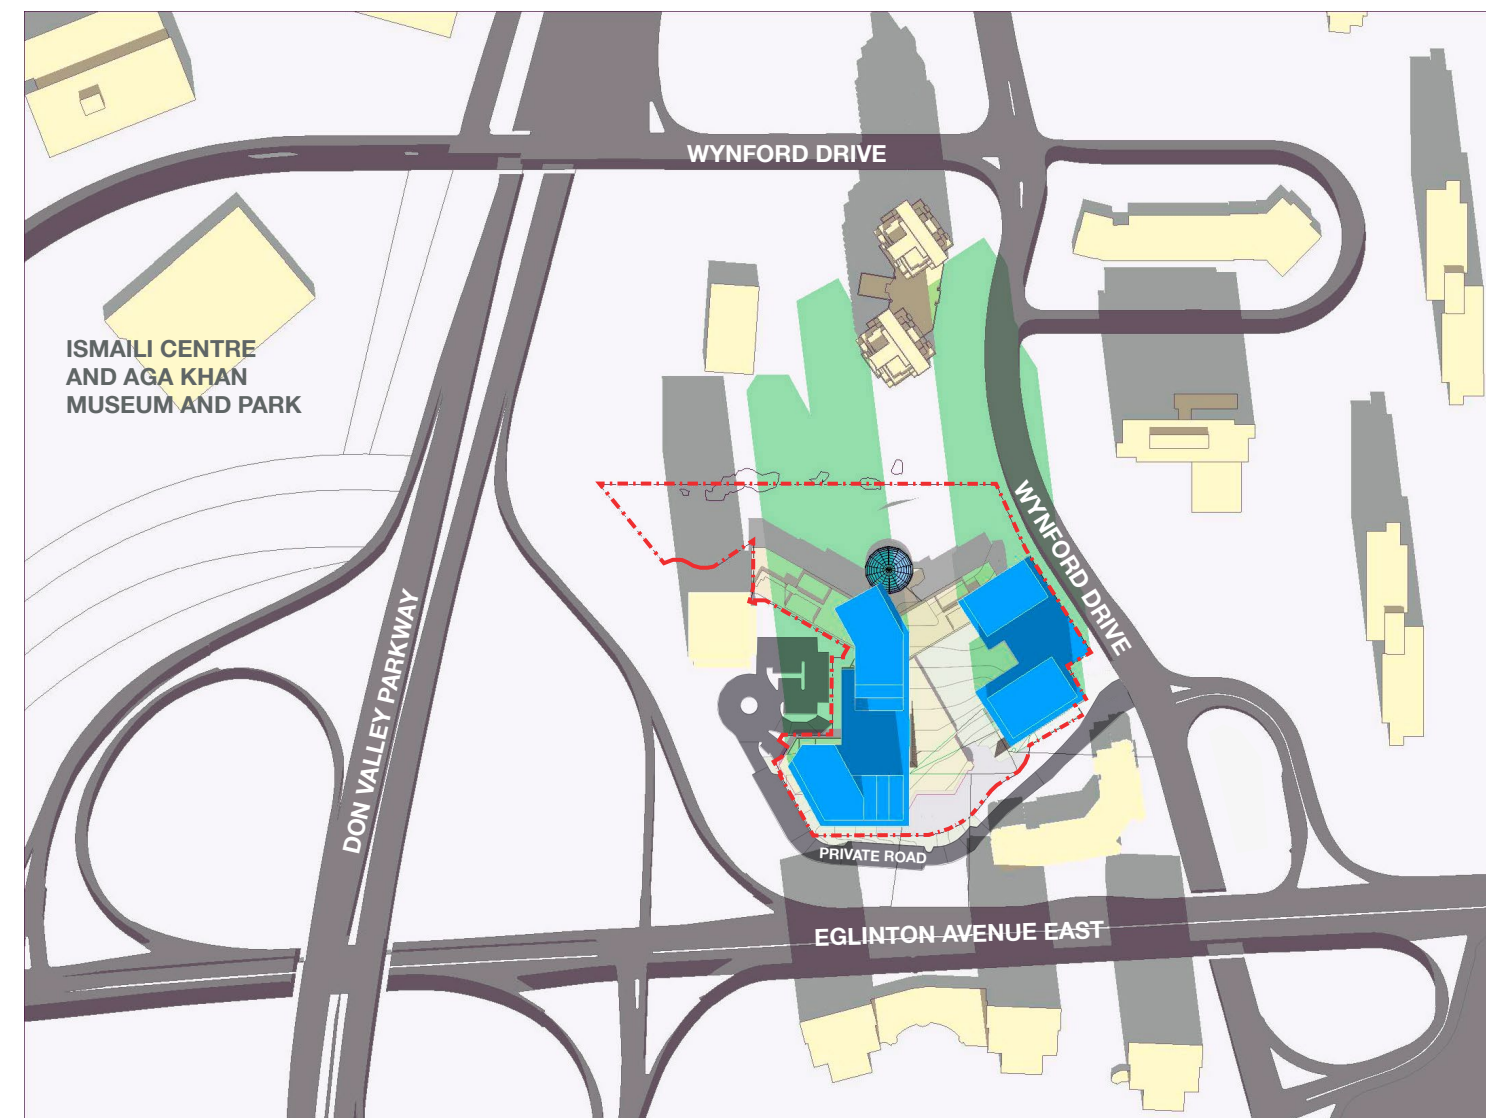 WYNFORD DRIVE
ISMAILI CENTRE
AND AGA KHAN
MUSEUM AND PARK
WYNFORD DRIVE
DON VALLEY PARKWAY
PRIVATE ROAD
EGLINTON AVENUE EAST